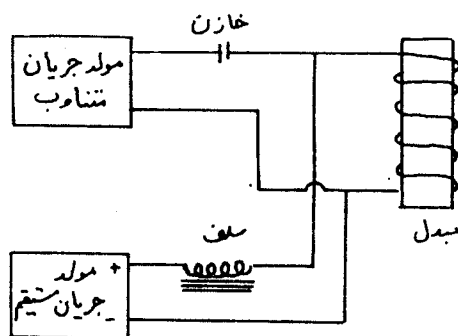 خازن
مولد جریان
متناوب
مبدل
سلف
مولد +
جریان مستقیم -